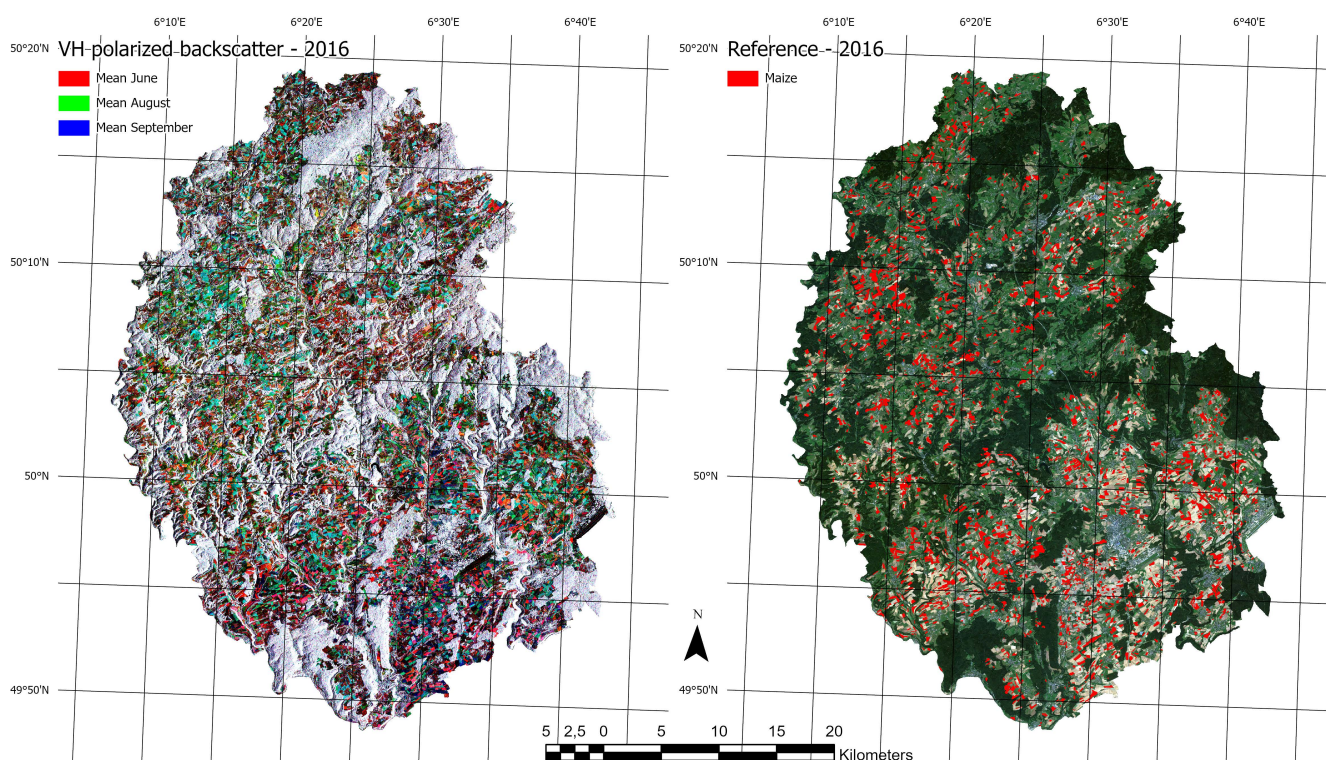 6°10'E 6°20'E 6°30'E 6°40'E 6°10'E 6°20'E 6°30'E 6°40'E
50°20'N VH polarized backscatter - 2016 50°20'N Reference - 2016
Mean June Maize
Mean August
Mean September
50°10'N 50°10'N
50°N 50°N
N
49°50'N 49°50'N
5 2,5 0 5 10 15 20
Kilometers